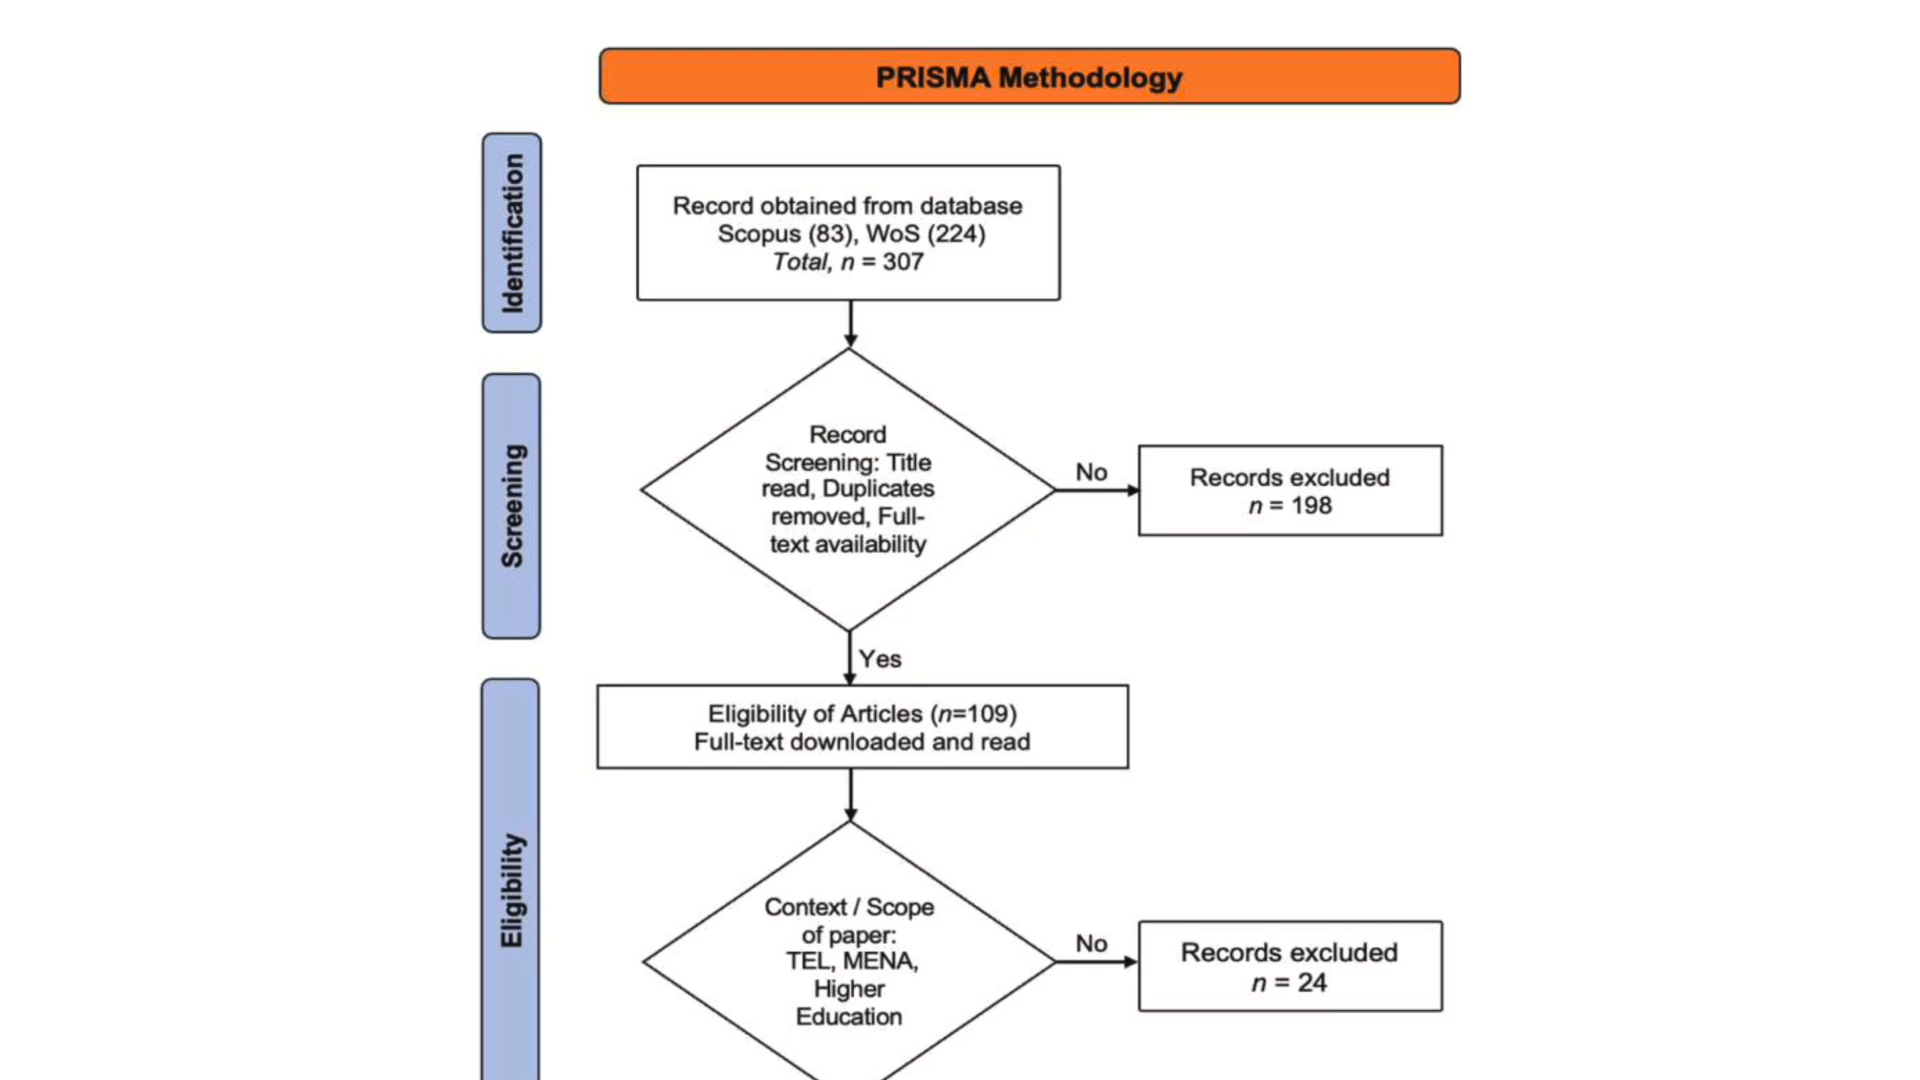 PRISMA Methodology
Identification
Record obtained from database
Scopus (83), WoS (224)
Total, n = 307
Screening
Record
Screening: Title
read, Duplicates
removed, Full-
text availability
No
Records excluded
n = 198
Yes
Eligibility
Eligibility of Articles (n=109)
Full-text downloaded and read
Context / Scope
of paper:
TEL, MENA,
Higher
Education
No
Records excluded
n = 24